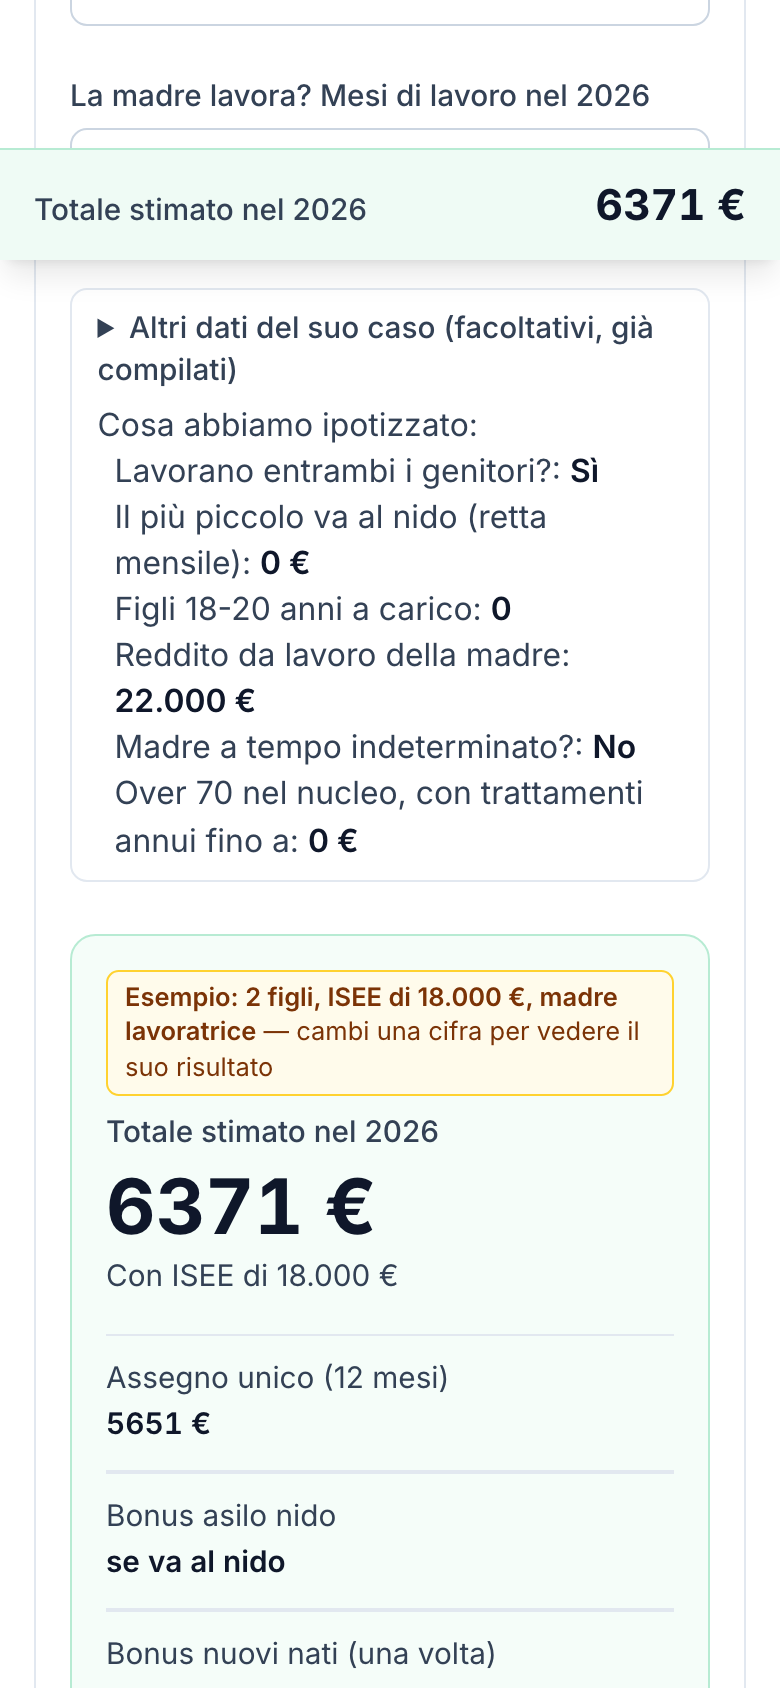 La madre lavora? Mesi di lavoro nel 2026
Totale stimato nel 2026 6371 €
▶ Altri dati del suo caso (facoltativi, già
compilati)
Cosa abbiamo ipotizzato:
Lavorano entrambi i genitori?: Sì
Il più piccolo va al nido (retta
mensile): 0 €
Figli 18-20 anni a carico: 0
Reddito da lavoro della madre:
22.000 €
Madre a tempo indeterminato?: No
Over 70 nel nucleo, con trattamenti
annui fino a: 0 €
Esempio: 2 figli, ISEE di 18.000 €, madre
lavoratrice — cambi una cifra per vedere il
suo risultato
Totale stimato nel 2026
6371 €
Con ISEE di 18.000 €
Assegno unico (12 mesi)
5651 €
Bonus asilo nido
se va al nido
Bonus nuovi nati (una volta)